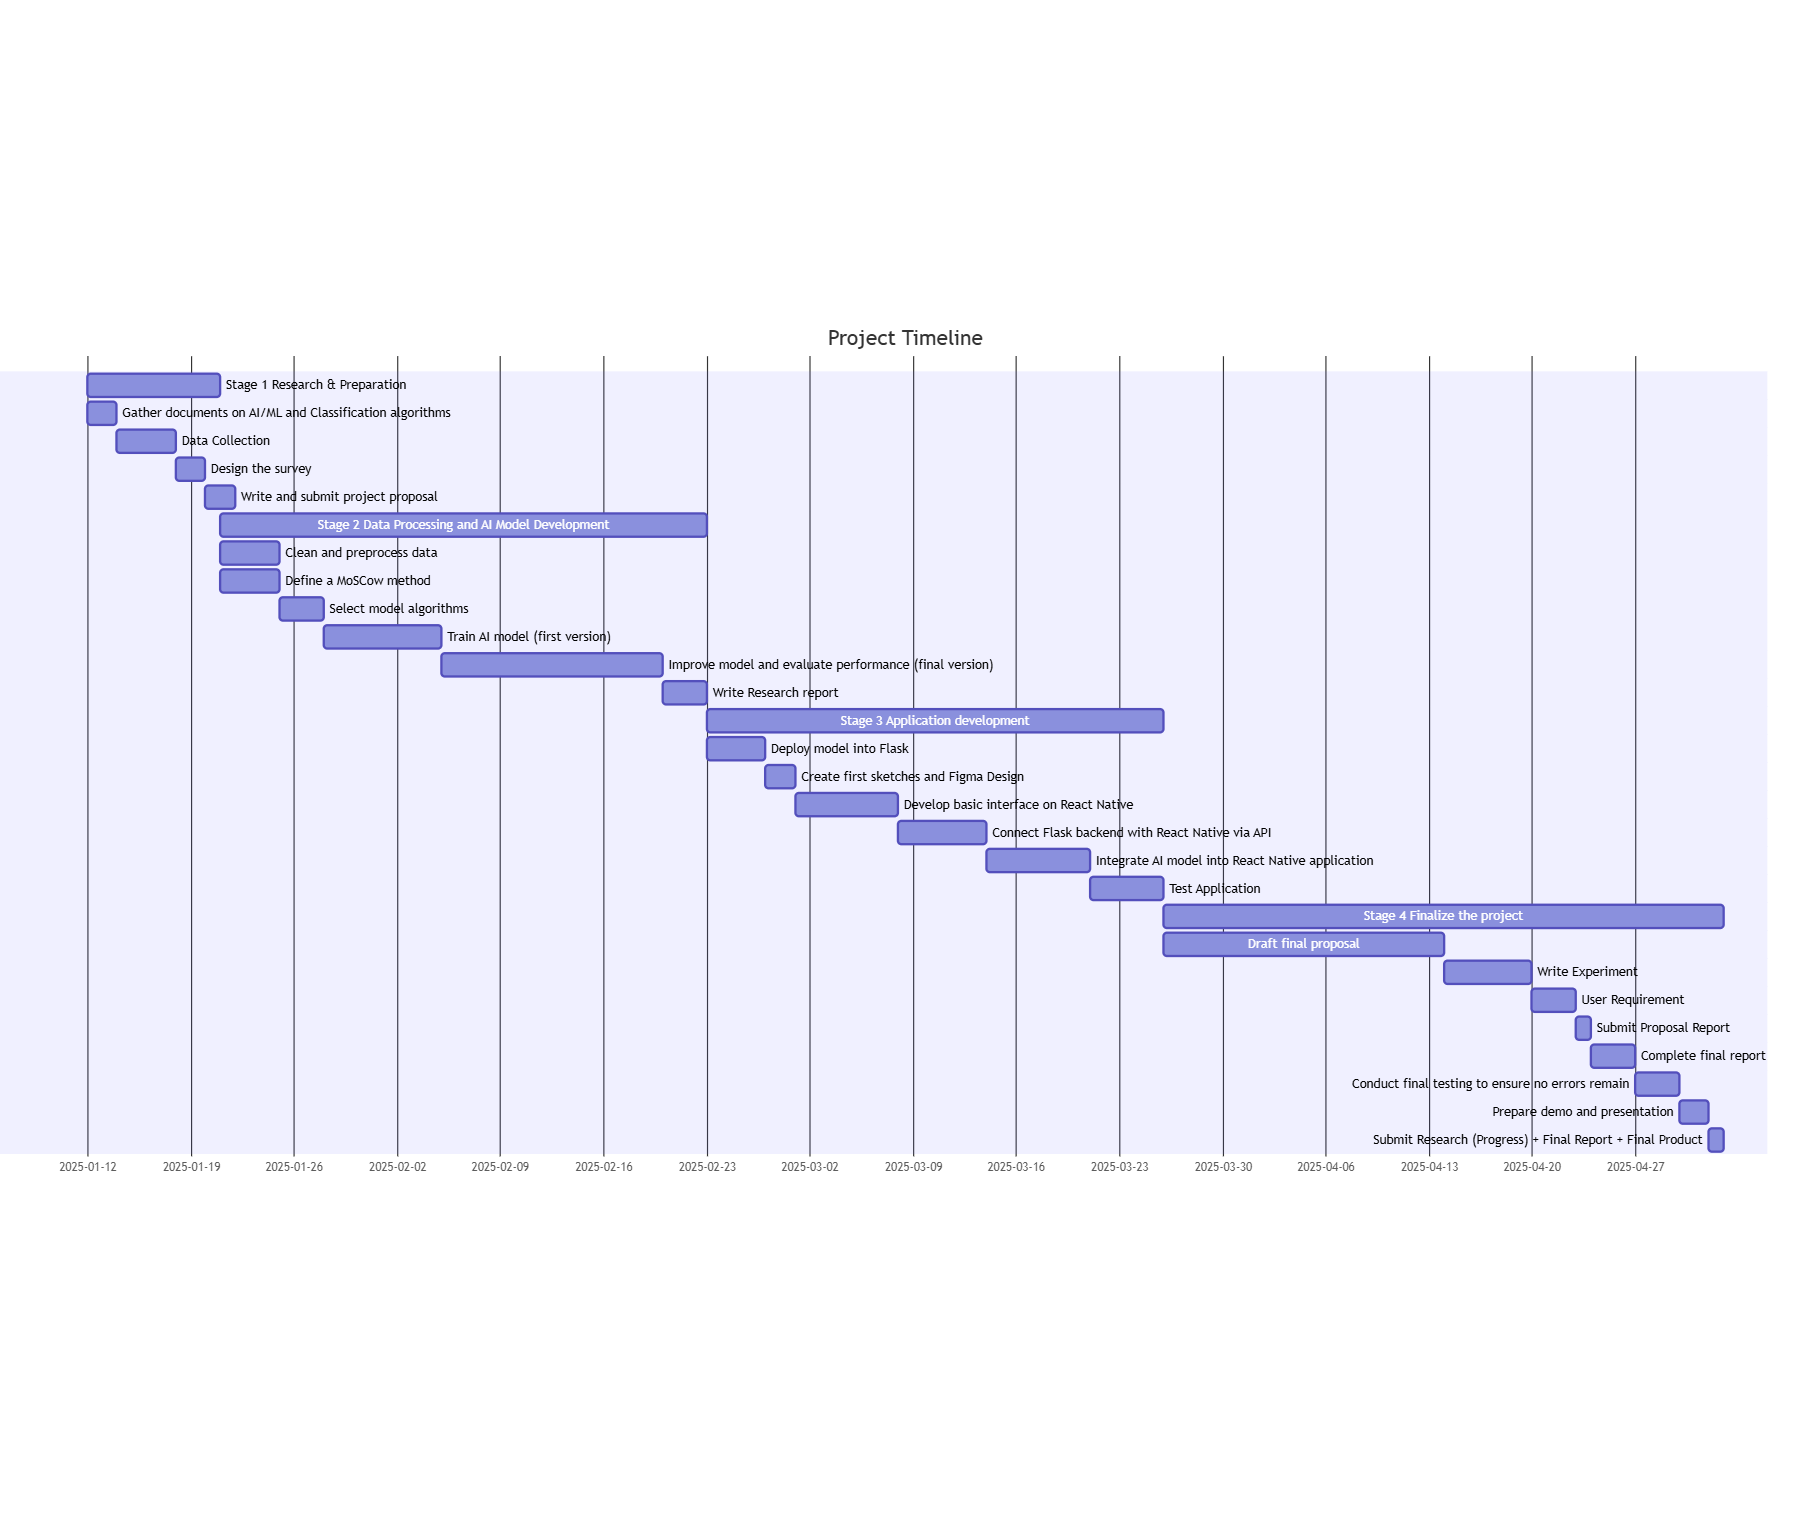 Project Timeline
Stage 1 Research & Preparation
Gather documents on AI/ML and Classification algorithms
Data Collection
Design the survey
Write and submit project proposal
Stage 2 Data Processing and AI Model Development
Clean and preprocess data
Define a MoSCow method
Select model algorithms
Train AI model (first version)
Improve model and evaluate performance (final version)
Write Research report
Stage 3 Application development
Deploy model into Flask
Create first sketches and Figma Design
Develop basic interface on React Native
Connect Flask backend with React Native via API
Integrate AI model into React Native application
Test Application
Stage 4 Finalize the project
Draft final proposal
Write Experiment
User Requirement
Submit Proposal Report
Complete final report
Conduct final testing to ensure no errors remain
Prepare demo and presentation
Submit Research (Progress) + Final Report + Final Product
2025-01-12 2025-01-19 2025-01-26 2025-02-02 2025-02-09 2025-02-16 2025-02-23 2025-03-02 2025-03-09 2025-03-16 2025-03-23 2025-03-30 2025-04-06 2025-04-13 2025-04-20 2025-04-27